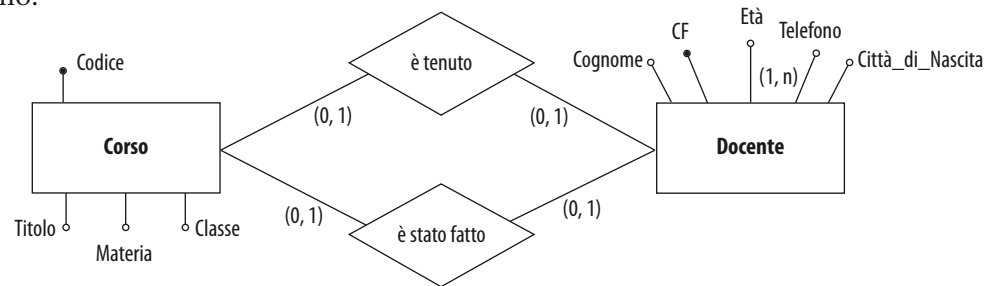 no.
Codice
Corso
Titolo
Materia
Classe
è tenuto
(0, 1)
(0, 1)
è stato fatto
(0, 1)
(0, 1)
Cognome
CF
Età
Telefono
Città_di_Nascita
(1, n)
Docente